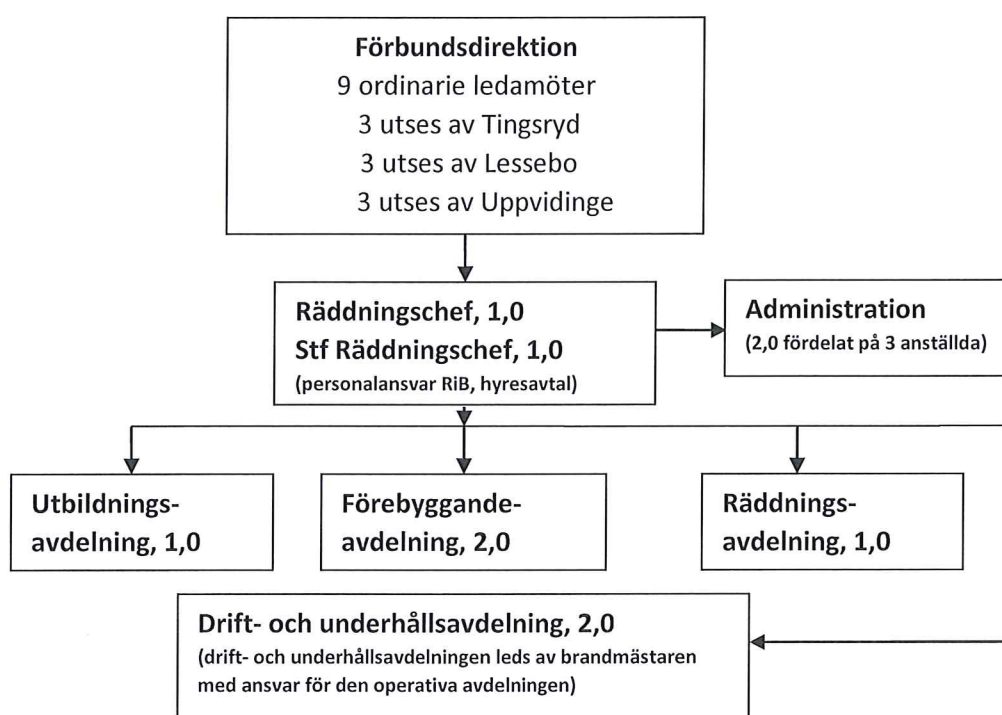 Förbundsdirektion
9 ordinarie ledamöter
3 utses av Tingsryd
3 utses av Lessebo
3 utses av Uppvidinge
Räddningschef, 1,0
Stf Räddningschef, 1,0
(personalansvar RiB, hyresavtal)
Administration
(2,0 fördelat på 3 anställda)
Utbildnings-
avdelning, 1,0
Förebyggande-
avdelning, 2,0
Räddnings-
avdelning, 1,0
Drift- och underhållsavdelning, 2,0
(drift- och underhållsavdelningen leds av brandmästaren
med ansvar för den operativa avdelningen)